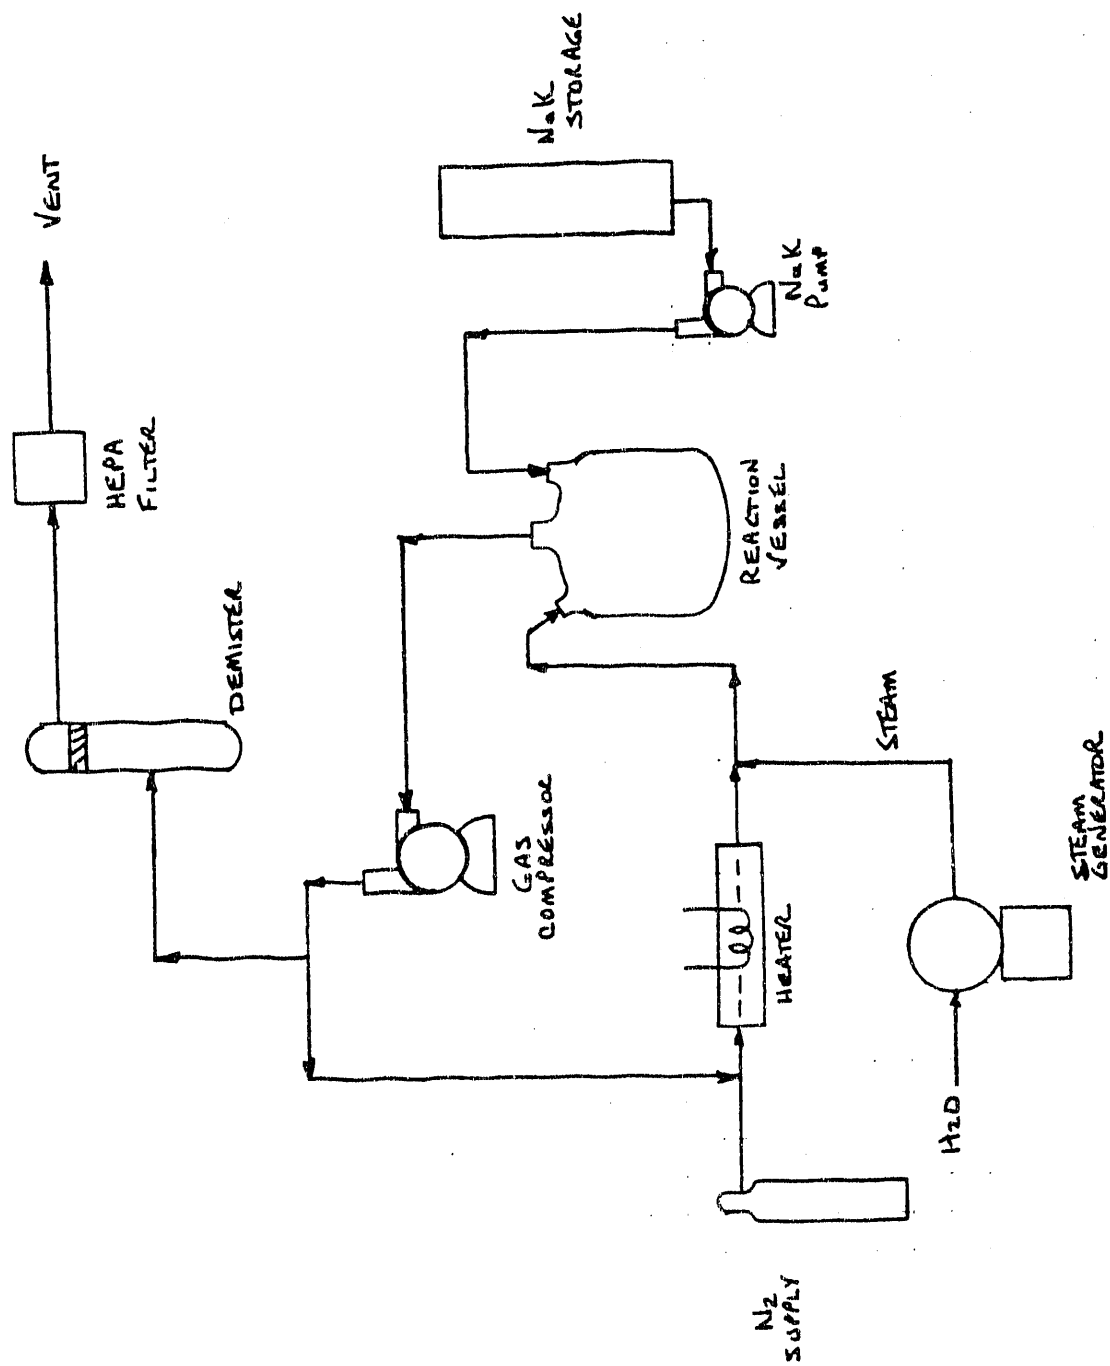 VENT
HEPA
FILTER
DEMISTER
NaK
STORAGE
NaK
PUMP
REACTION
VESSEL
GAS
COMPRESSOR
STEAM
HEATER
STEAM
GENERATOR
H2O
N2
SUPPLY